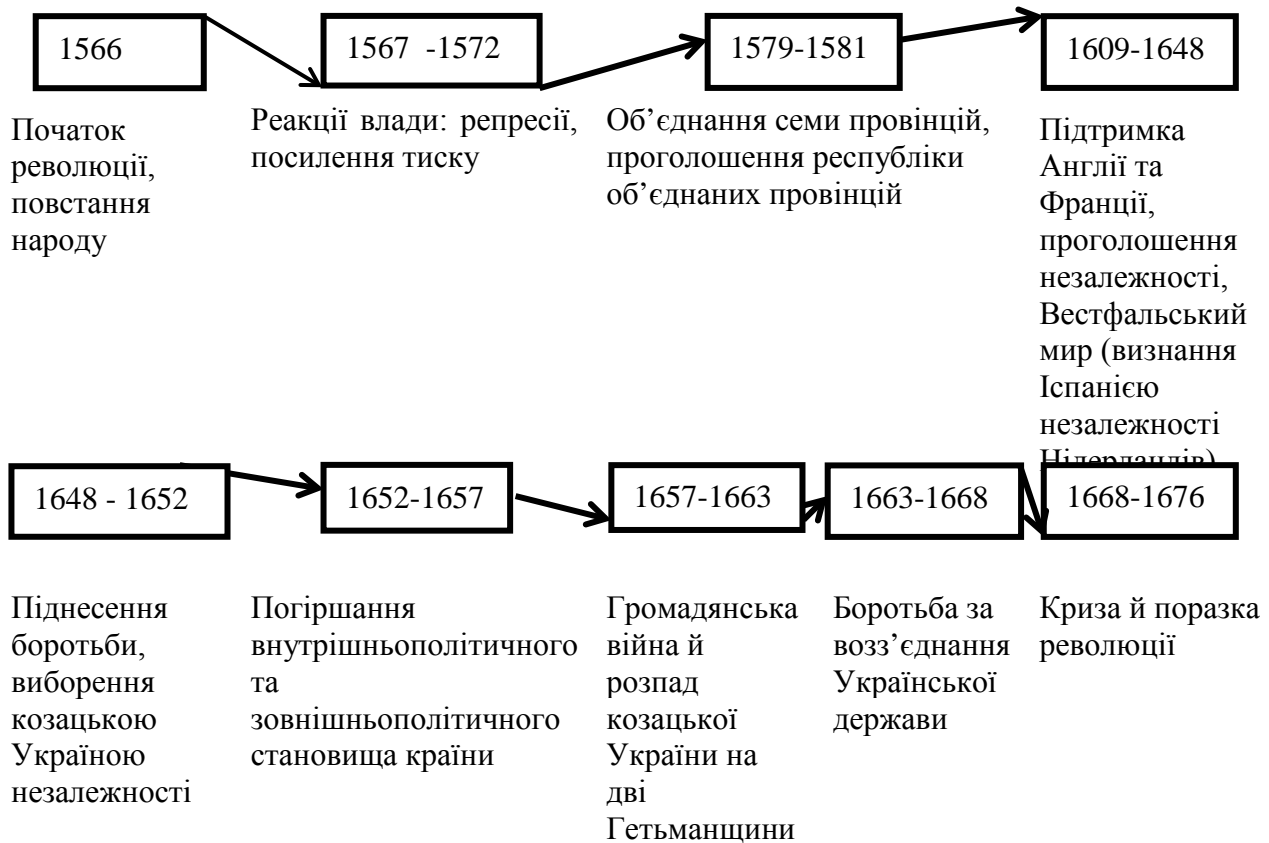 1566
1567 -1572
1579-1581
1609-1648
Початок
революції,
повстання
народу
Реакції влади: репресії,
посилення тиску
Об’єднання семи провінцій,
проголошення республіки
об’єднаних провінцій
Підтримка
Англії та
Франції,
проголошення
незалежності,
Вестфальський
мир (визнання
Іспанією
незалежності
Нідерландів)
1648 - 1652
1652-1657
1657-1663
1663-1668
1668-1676
Піднесення
боротьби,
виборення
козацькою
Україною
незалежності
Погіршання
внутрішньополітичного
та
зовнішньополітичного
становища країни
Громадянська
війна й
розпад
козацької
України на
дві
Гетьманщини
Боротьба за
возз’єднання
Української
держави
Криза й поразка
революції